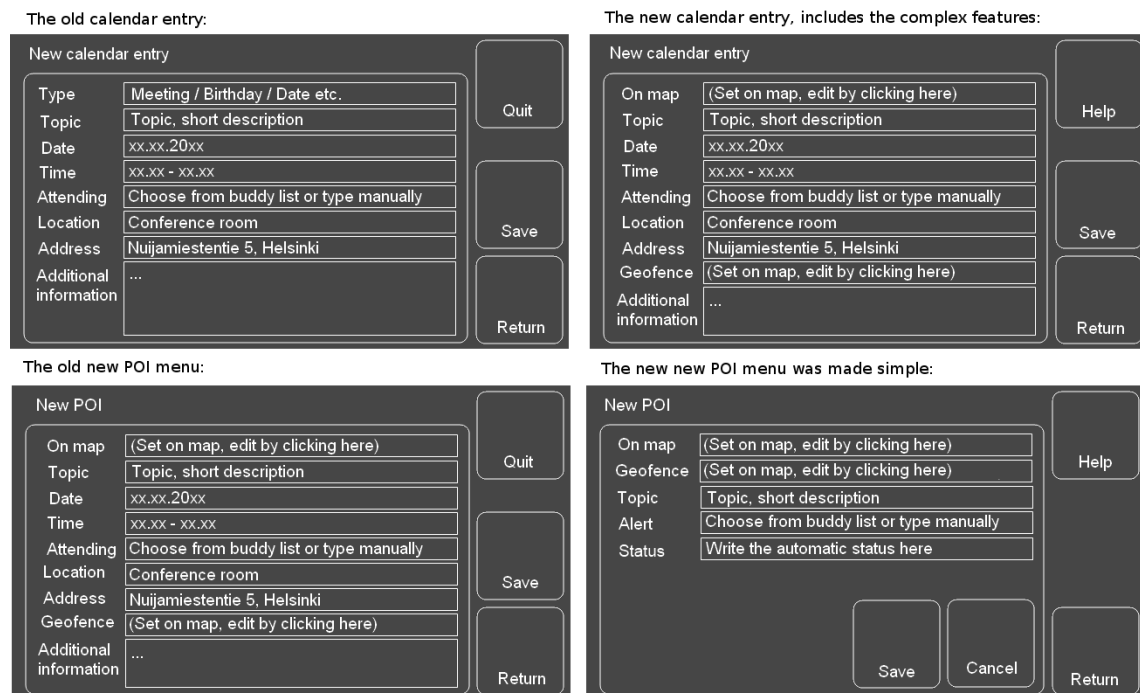 The old calendar entry:
New calendar entry
Type Meeting / Birthday / Date etc.
Topic Topic, short description
Date xx.xx.20xx
Time xx.xx - xx.xx
Attending Choose from buddy list or type manually
Location Conference room
Address Nuijamiestentie 5, Helsinki
Additional information ...
Quit
Save
Return
The new calendar entry, includes the complex features:
New calendar entry
On map (Set on map, edit by clicking here)
Topic Topic, short description
Date xx.xx.20xx
Time xx.xx - xx.xx
Attending Choose from buddy list or type manually
Location Conference room
Address Nuijamiestentie 5, Helsinki
Geofence (Set on map, edit by clicking here)
Additional ...
information
Help
Save
Return
The old new POI menu:
New POI
On map (Set on map, edit by clicking here)
Topic Topic, short description
Date xx.xx.20xx
Time xx.xx - xx.xx
Attending Choose from buddy list or type manually
Location Conference room
Address Nuijamiestentie 5, Helsinki
Geofence (Set on map, edit by clicking here)
Additional ...
information
Quit
Save
Return
The new new POI menu was made simple:
New POI
On map (Set on map, edit by clicking here)
Geofence (Set on map, edit by clicking here)
Topic Topic, short description
Alert Choose from buddy list or type manually
Status Write the automatic status here
Save
Cancel
Help
Return